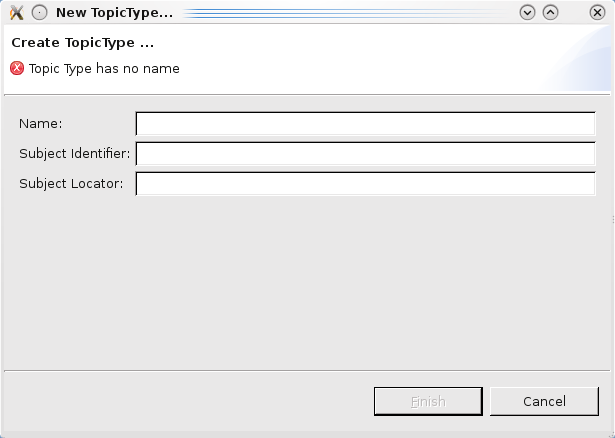 New TopicType...
Create TopicType ...
Topic Type has no name
Name:
Subject Identifier:
Subject Locator:
Finish
Cancel